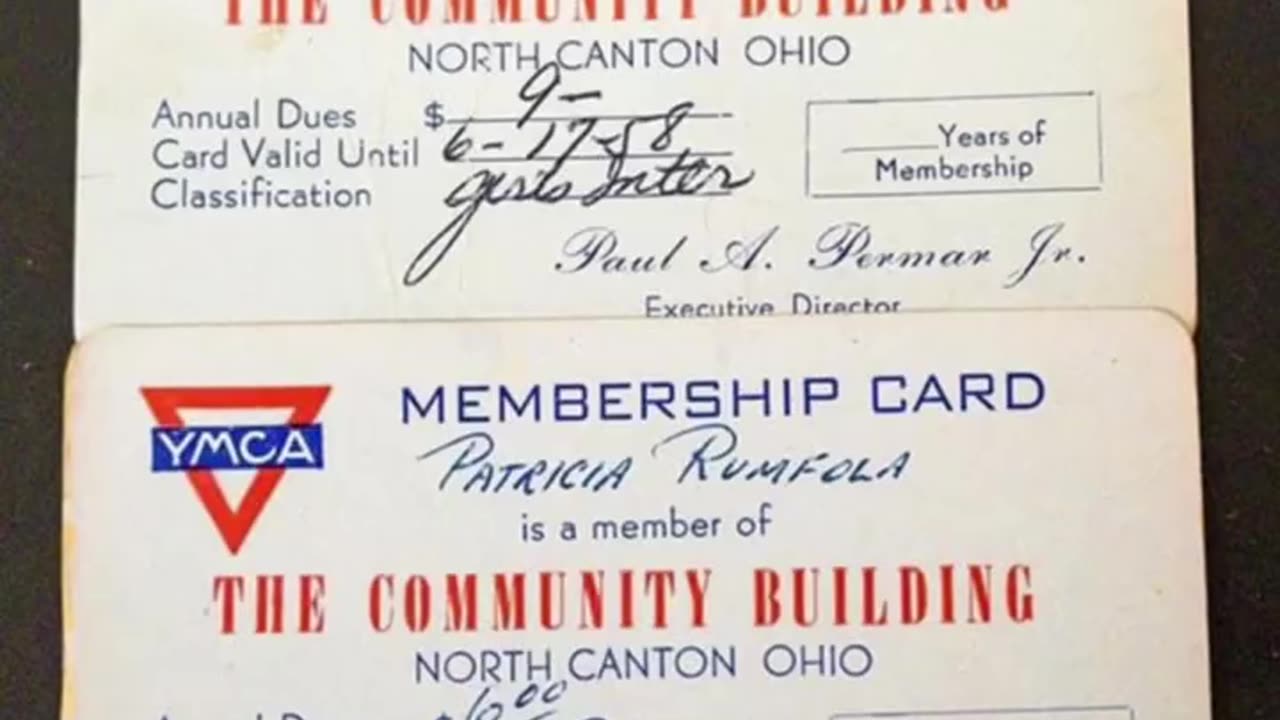 THE COMMUNITY BUILDING
NORTH CANTON OHIO
Annual Dues $ 9-
Card Valid Until 6-17-58
Classification girls Inter
Years of
Membership
Paul A. Permar Jr.
Executive Director
YMCA
MEMBERSHIP CARD
PATRICIA RUMFOLA
is a member of
THE COMMUNITY BUILDING
NORTH CANTON OHIO